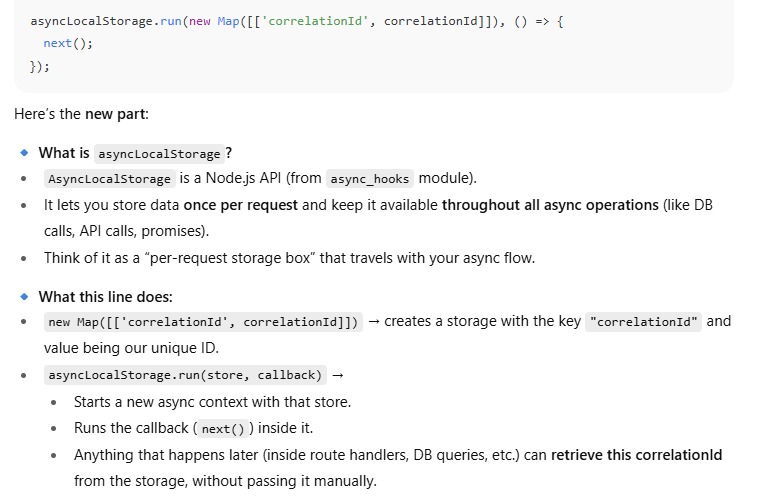 asyncLocalStorage.run(new Map([['correlationId', correlationId]]), () => {
  next();
});
Here's the new part:
🔹 What is asyncLocalStorage ?
• AsyncLocalStorage is a Node.js API (from async_hooks module).
• It lets you store data once per request and keep it available throughout all async operations (like DB
calls, API calls, promises).
• Think of it as a “per-request storage box” that travels with your async flow.
🔹 What this line does:
• new Map([['correlationId', correlationId]]) → creates a storage with the key "correlationId" and
value being our unique ID.
• asyncLocalStorage.run(store, callback) →
• Starts a new async context with that store.
• Runs the callback ( next() ) inside it.
• Anything that happens later (inside route handlers, DB queries, etc.) can retrieve this correlationId
from the storage, without passing it manually.